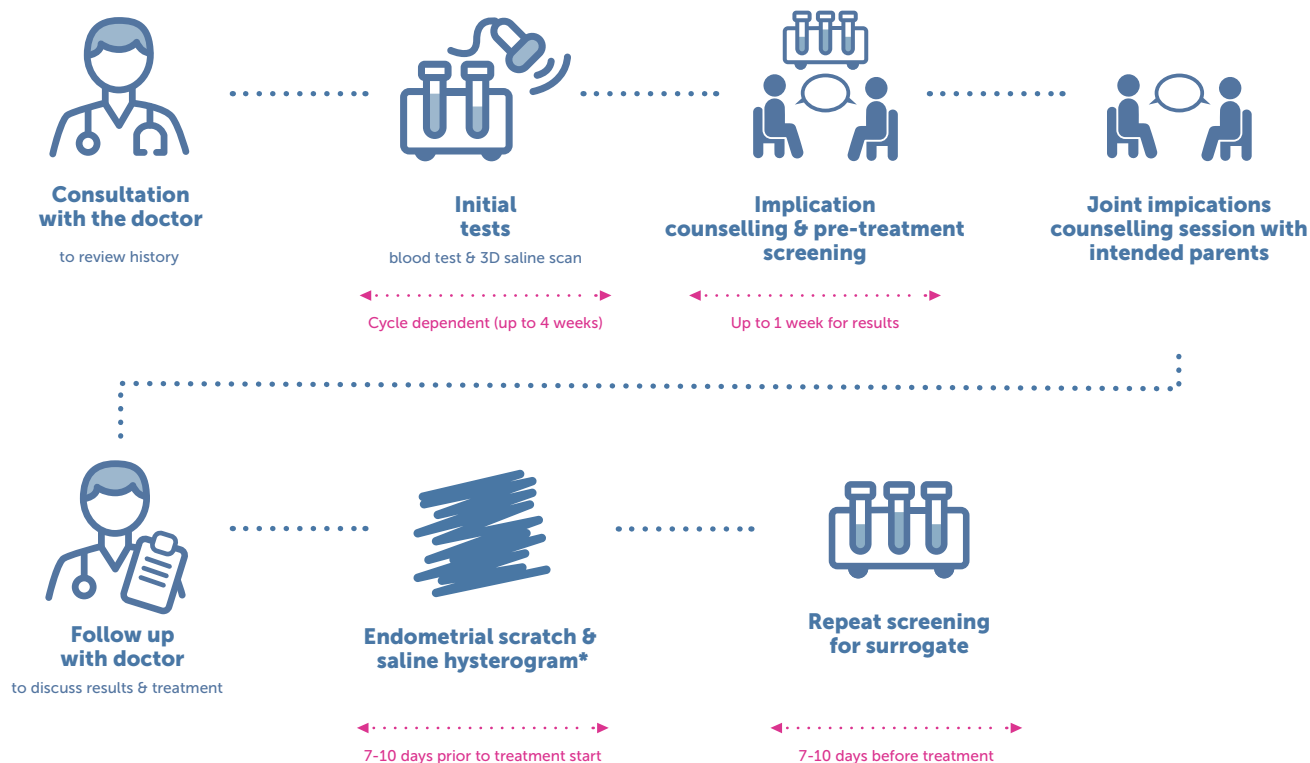 Consultation
with the doctor
to review history
Initial
tests
blood test & 3D saline scan
Cycle dependent (up to 4 weeks)
Implication
counselling & pre-treatment
screening
Up to 1 week for results
Joint impications
counselling session with
intended parents
Follow up
with doctor
to discuss results & treatment
Endometrial scratch &
saline hysterogram*
7-10 days prior to treatment start
Repeat screening
for surrogate
7-10 days before treatment